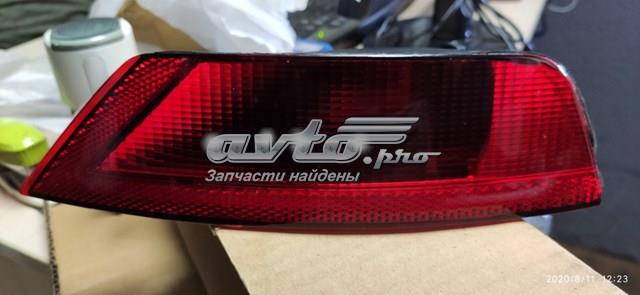 avto.pro
Запчасти найдены
2020/8/11 12:23